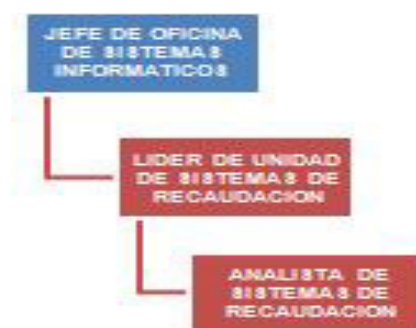 JEFE DE OFICINA
DE SISTEMAS
INFORMATICOS
LIDER DE UNIDAD
DE SISTEMAS DE
RECAUDACION
ANALISTA DE
SISTEMAS DE
RECAUDACION